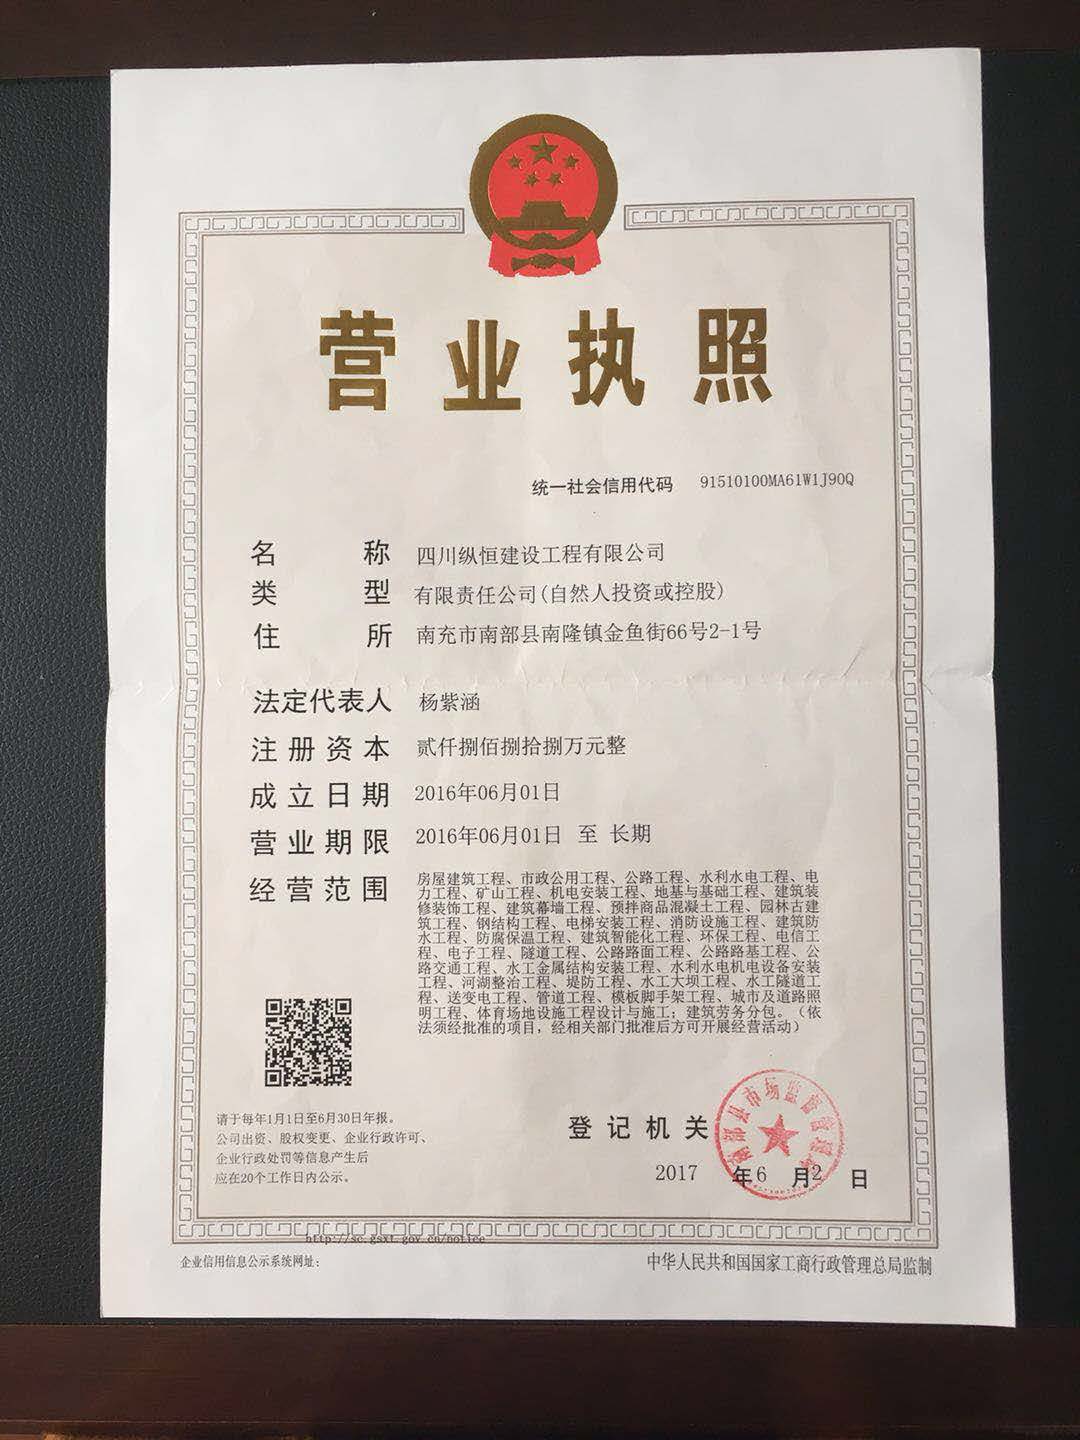 营业执照
统一社会信用代码 91510100MA61W1J90Q
名称 四川纵恒建设工程有限公司
类型 有限责任公司(自然人投资或控股)
住所 南充市南部县南隆镇金鱼街66号2-1号
法定代表人 杨紫涵
注册资本 贰仟捌佰捌拾捌万元整
成立日期 2016年06月01日
营业期限 2016年06月01日 至 长期
经营范围 房屋建筑工程、市政公用工程、公路工程、水利水电工程、电
力工程、矿山工程、机电安装工程、地基与基础工程、建筑装
修装饰工程、建筑幕墙工程、预拌商品混凝土工程、园林古建
筑工程、钢结构工程、电梯安装工程、消防设施工程、建筑防
水工程、防腐保温工程、建筑智能化工程、环保工程、电信工
程、电子工程、隧道工程、公路路面工程、公路路基工程、公
路交通工程、水工金属结构安装工程、水利水电机电设备安装
工程、河湖整治工程、堤防工程、水工大坝工程、水工隧道工
程、送变电工程、管道工程、模板脚手架工程、城市及道路照
明工程、体育场地设施工程设计与施工；建筑劳务分包。（依
法须经批准的项目，经相关部门批准后方可开展经营活动）
请于每年1月1日至6月30日年报。
公司出资、股权变更、企业行政许可、
企业行政处罚等信息产生后
应在20个工作日内公示。
登记机关
南部县市场监督管理局
2017 年6 月2 日
http://sc.gsxt.gov.cn/notice
企业信用信息公示系统网址：
中华人民共和国国家工商行政管理总局监制